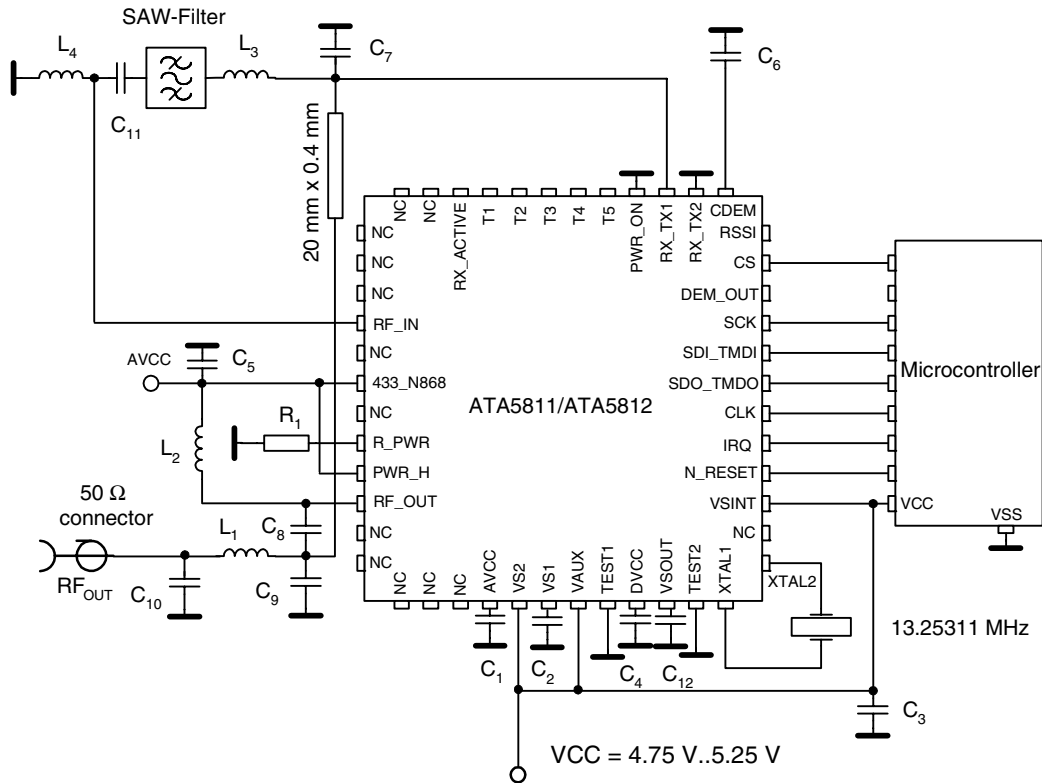 SAW-Filter
L4
L3
C7
C6
C11
20 mm x 0.4 mm
NC
NC
RX_ACTIVE
T1
T2
T3
T4
T5
PWR_ON
RX_TX1
RX_TX2
CDEM
NC
NC
NC
RF_IN
NC
433_N868
NC
R_PWR
PWR_H
RF_OUT
NC
NC
RSSI
CS
DEM_OUT
SCK
SDI_TMDI
SDO_TMDO
CLK
IRQ
N_RESET
VSINT
NC
XTAL2
ATA5811/ATA5812
Microcontroller
VCC
VSS
AVCC
C5
R1
L2
50 Ω
connector
L1
C8
RFOUT
C10
C9
NC
NC
NC
AVCC
VS2
VS1
VAUX
TEST1
DVCC
VSOUT
TEST2
XTAL1
13.25311 MHz
C1
C2
C4
C12
C3
VCC = 4.75 V..5.25 V